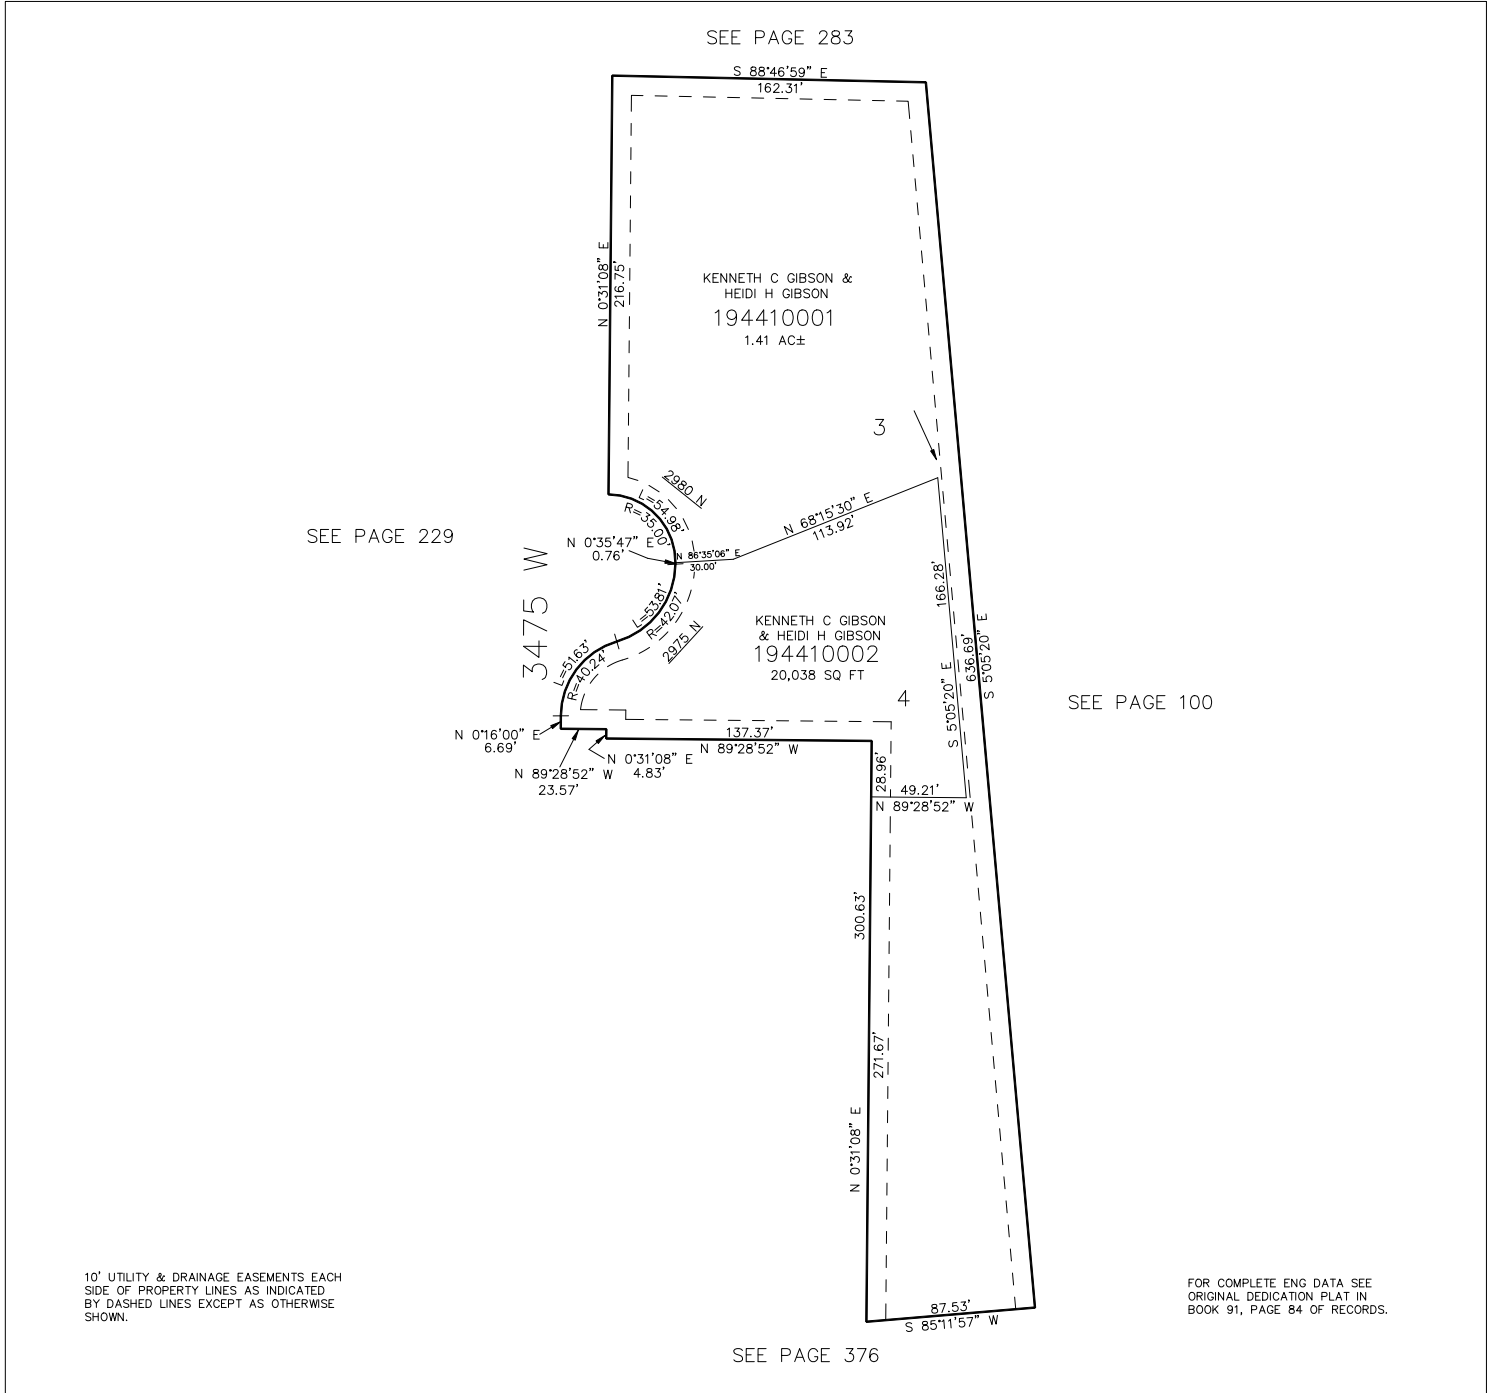 SEE PAGE 283
S 88°46'59" E
162.31'
N 0°31'08" E
216.75'
KENNETH C GIBSON &
HEIDI H GIBSON
194410001
1.41 AC±
3
2980 N
L=54.98'
R=35.00'
N 68°15'30" E
113.92'
SEE PAGE 229
3475 W
N 0°35'47" E
0.76'
N 86°35'06" E
30.00'
L=53.81'
R=42.07'
2975 N
L=51.63'
R=40.24'
KENNETH C GIBSON
& HEIDI H GIBSON
194410002
20,038 SQ FT
4
166.28'
S 5°05'20" E
636.69'
S 5°05'20" E
SEE PAGE 100
N 0°16'00" E
6.69'
N 89°28'52" W
23.57'
N 0°31'08" E
4.83'
137.37'
N 89°28'52" W
28.96'
49.21'
N 89°28'52" W
300.63'
271.67'
N 0°31'08" E
87.53'
S 85°11'57" W
10' UTILITY & DRAINAGE EASEMENTS EACH
SIDE OF PROPERTY LINES AS INDICATED
BY DASHED LINES EXCEPT AS OTHERWISE
SHOWN.
FOR COMPLETE ENG DATA SEE
ORIGINAL DEDICATION PLAT IN
BOOK 91, PAGE 84 OF RECORDS.
SEE PAGE 376